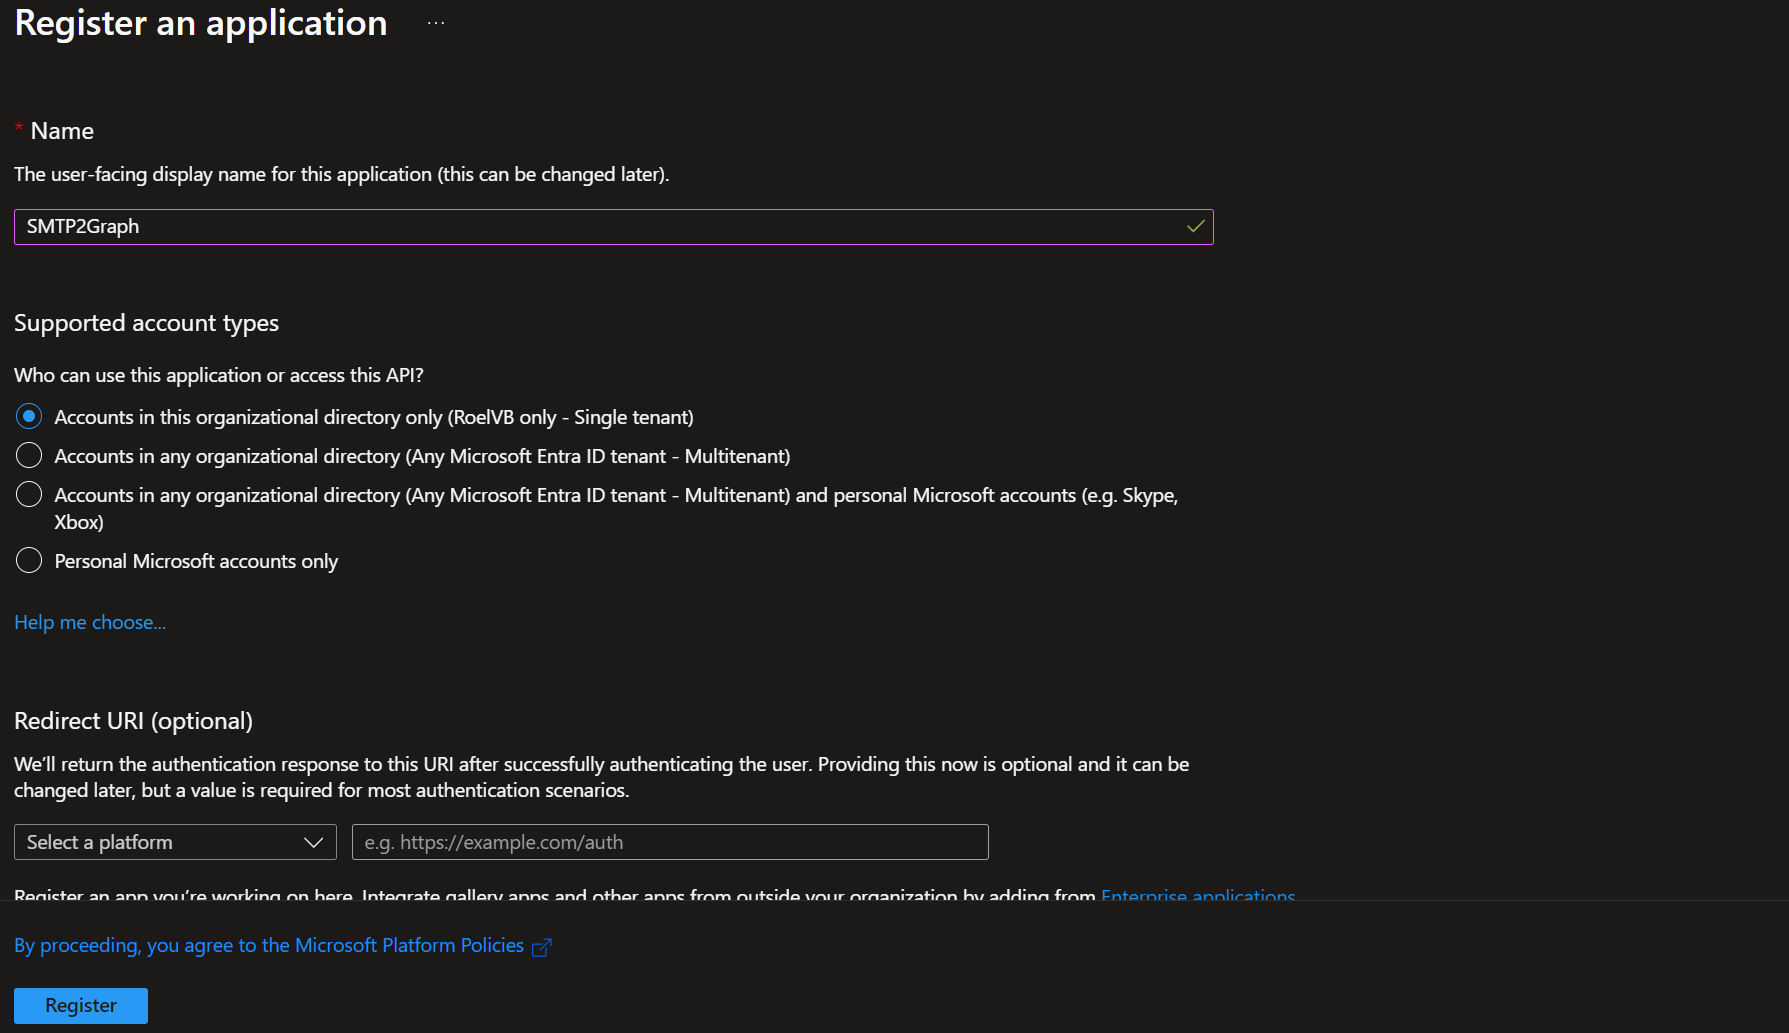 Register an application ...
* Name
The user-facing display name for this application (this can be changed later).
SMTP2Graph
Supported account types
Who can use this application or access this API?
Accounts in this organizational directory only (RoelVB only - Single tenant)
Accounts in any organizational directory (Any Microsoft Entra ID tenant - Multitenant)
Accounts in any organizational directory (Any Microsoft Entra ID tenant - Multitenant) and personal Microsoft accounts (e.g. Skype,
Xbox)
Personal Microsoft accounts only
Help me choose...
Redirect URI (optional)
We'll return the authentication response to this URI after successfully authenticating the user. Providing this now is optional and it can be
changed later, but a value is required for most authentication scenarios.
Select a platform
e.g. https://example.com/auth
Register an app you're working on here. Integrate gallery apps and other apps from outside your organization by adding from Enterprise applications.
By proceeding, you agree to the Microsoft Platform Policies
Register